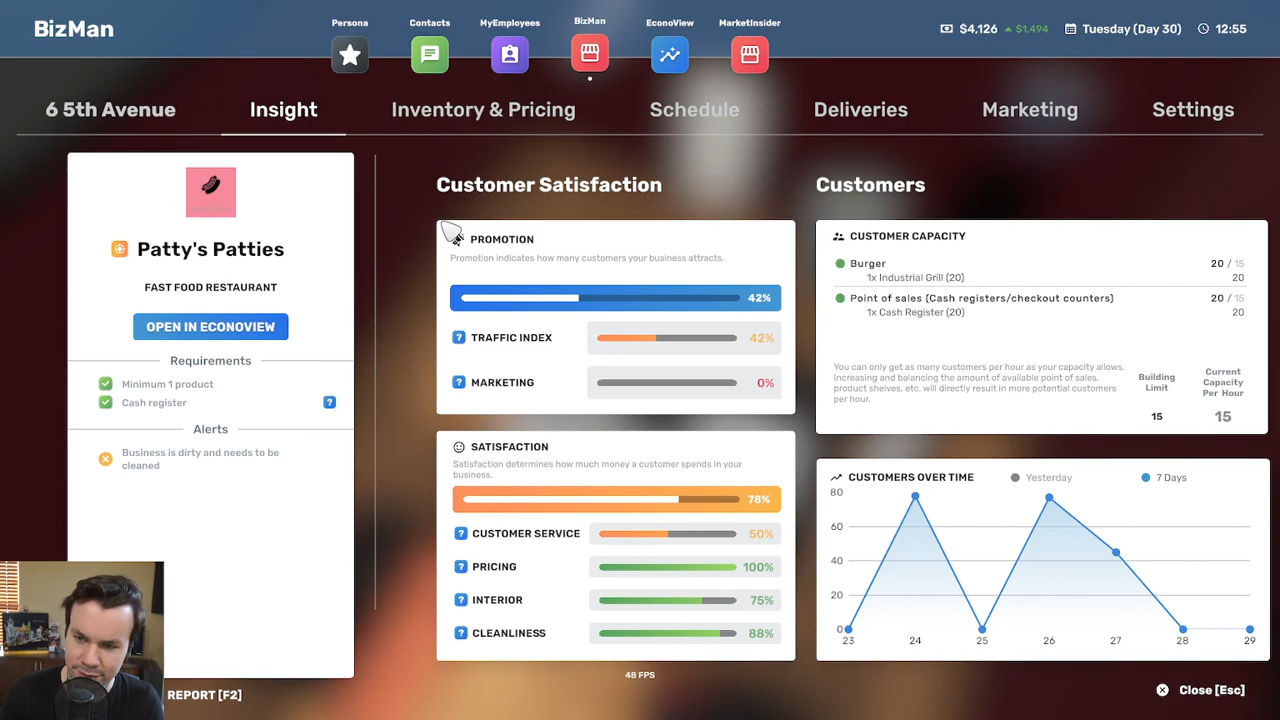 BizMan
Persona
Contacts
MyEmployees
BizMan
EconoView
MarketInsider
$4,126 ▲ $1,494
Tuesday (Day 30)
12:55
6 5th Avenue
Insight
Inventory & Pricing
Schedule
Deliveries
Marketing
Settings
Patty's Patties
FAST FOOD RESTAURANT
OPEN IN ECONOVIEW
Requirements
Minimum 1 product
Cash register
?
Alerts
Business is dirty and needs to be
cleaned
REPORT [F2]
Customer Satisfaction
PROMOTION
Promotion indicates how many customers your business attracts.
42%
? TRAFFIC INDEX 42%
? MARKETING 0%
SATISFACTION
Satisfaction determines how much money a customer spends in your
business.
78%
? CUSTOMER SERVICE 50%
? PRICING 100%
? INTERIOR 75%
? CLEANLINESS 88%
48 FPS
Customers
CUSTOMER CAPACITY
Burger 20 / 15
1x Industrial Grill (20) 20
Point of sales (Cash registers/checkout counters) 20 / 15
1x Cash Register (20) 20
You can only get as many customers per hour as your capacity allows.
Increasing and balancing the amount of available point of sales,
product shelves, etc. will directly result in more potential customers
per hour.
Building
Limit
15
Current
Capacity
Per Hour
15
CUSTOMERS OVER TIME
Yesterday
7 Days
80
60
40
20
0
23 24 25 26 27 28 29
Close [Esc]